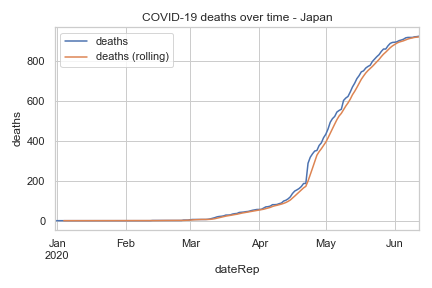 COVID-19 deaths over time - Japan
deaths
deaths (rolling)
deaths
800
600
400
200
0
Jan Feb Mar Apr May Jun
2020
dateRep